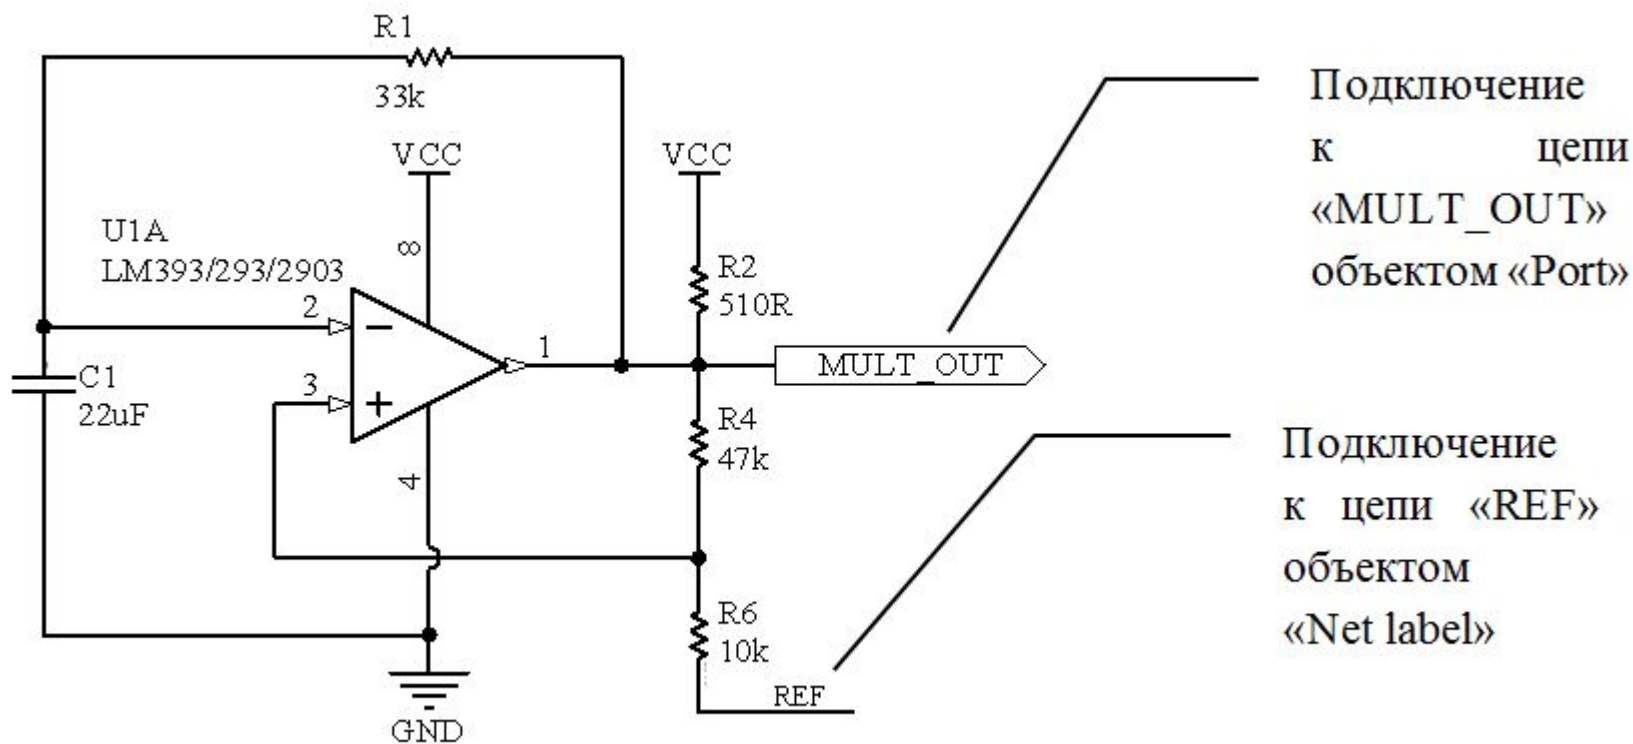 R1
33k
VCC
VCC
U1A
LM393/293/2903
8
2
3
1
4
R2
510R
MULT_OUT
C1
22uF
R4
47k
R6
10k
REF
GND
Подключение
к цепи
«MULT_OUT»
объектом «Port»
Подключение
к цепи «REF»
объектом
«Net label»